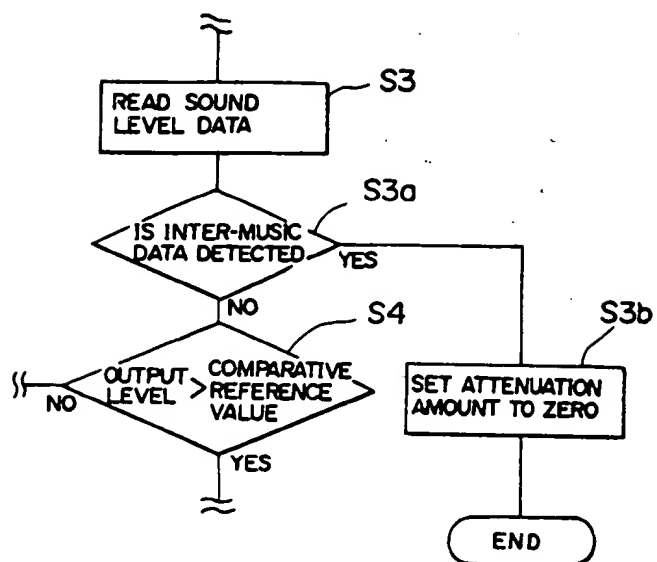 S3
READ SOUND
LEVEL DATA
S3a
IS INTER-MUSIC
DATA DETECTED
YES
NO
S4
S3b
OUTPUT
LEVEL
>
COMPARATIVE
REFERENCE
VALUE
NO
YES
SET ATTENUATION
AMOUNT TO ZERO
END